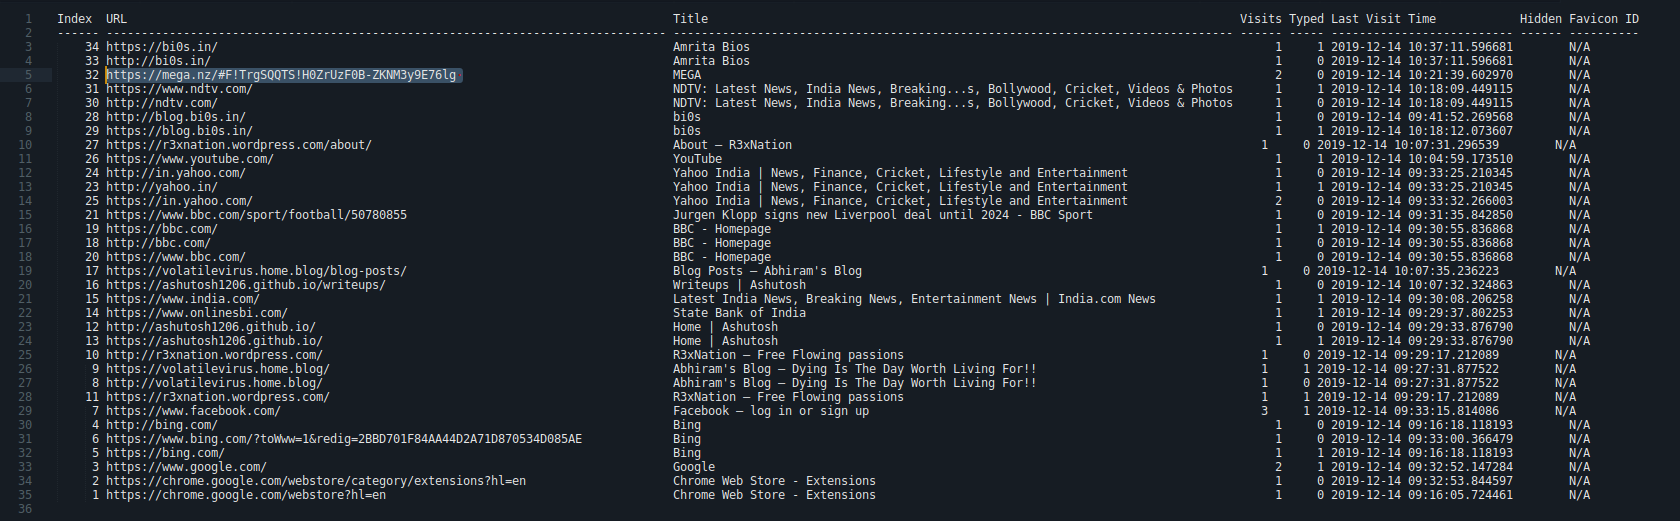 1 Index URL Title Visits Typed Last Visit Time Hidden Favicon ID
2 ------ -------------------------------------------------------------------------------- -------------------------------------------------------------------------------- ------ ----- -------------------------- ------ ----------
3 34 https://bi0s.in/ Amrita Bios 1 1 2019-12-14 10:37:11.596681 N/A
4 33 http://bi0s.in/ Amrita Bios 1 0 2019-12-14 10:37:11.596681 N/A
5 32 https://mega.nz/#F!TrgSQQTS!H0ZrUzF0B-ZKNM3y9E76lg MEGA 2 0 2019-12-14 10:21:39.602970 N/A
6 31 https://www.ndtv.com/ NDTV: Latest News, India News, Breaking...s, Bollywood, Cricket, Videos & Photos 1 1 2019-12-14 10:18:09.449115 N/A
7 30 http://ndtv.com/ NDTV: Latest News, India News, Breaking...s, Bollywood, Cricket, Videos & Photos 1 0 2019-12-14 10:18:09.449115 N/A
8 28 http://blog.bi0s.in/ bi0s 1 0 2019-12-14 09:41:52.269568 N/A
9 29 https://blog.bi0s.in/ bi0s 1 1 2019-12-14 10:18:12.073607 N/A
10 27 https://r3xnation.wordpress.com/about/ About – R3xNation 1 0 2019-12-14 10:07:31.296539 N/A
11 26 https://www.youtube.com/ YouTube 1 1 2019-12-14 10:04:59.173510 N/A
12 24 http://in.yahoo.com/ Yahoo India | News, Finance, Cricket, Lifestyle and Entertainment 1 0 2019-12-14 09:33:25.210345 N/A
13 23 http://yahoo.in/ Yahoo India | News, Finance, Cricket, Lifestyle and Entertainment 1 1 2019-12-14 09:33:25.210345 N/A
14 25 https://in.yahoo.com/ Yahoo India | News, Finance, Cricket, Lifestyle and Entertainment 2 0 2019-12-14 09:33:32.266003 N/A
15 21 https://www.bbc.com/sport/football/50780855 Jurgen Klopp signs new Liverpool deal until 2024 - BBC Sport 1 0 2019-12-14 09:31:35.842850 N/A
16 19 https://bbc.com/ BBC - Homepage 1 1 2019-12-14 09:30:55.836868 N/A
17 18 http://bbc.com/ BBC - Homepage 1 0 2019-12-14 09:30:55.836868 N/A
18 20 https://www.bbc.com/ BBC - Homepage 1 0 2019-12-14 09:30:55.836868 N/A
19 17 https://volatilevirus.home.blog/blog-posts/ Blog Posts – Abhiram's Blog 1 0 2019-12-14 10:07:35.236223 N/A
20 16 https://ashutosh1206.github.io/writeups/ Writeups | Ashutosh 1 0 2019-12-14 10:07:32.324863 N/A
21 15 https://www.india.com/ Latest India News, Breaking News, Entertainment News | India.com News 1 1 2019-12-14 09:30:08.206258 N/A
22 14 https://www.onlinesbi.com/ State Bank of India 1 1 2019-12-14 09:29:37.802253 N/A
23 12 http://ashutosh1206.github.io/ Home | Ashutosh 1 0 2019-12-14 09:29:33.876790 N/A
24 13 https://ashutosh1206.github.io/ Home | Ashutosh 1 1 2019-12-14 09:29:33.876790 N/A
25 10 http://r3xnation.wordpress.com/ R3xNation – Free Flowing passions 1 0 2019-12-14 09:29:17.212089 N/A
26 9 https://volatilevirus.home.blog/ Abhiram's Blog – Dying Is The Day Worth Living For!! 1 1 2019-12-14 09:27:31.877522 N/A
27 8 http://volatilevirus.home.blog/ Abhiram's Blog – Dying Is The Day Worth Living For!! 1 0 2019-12-14 09:27:31.877522 N/A
28 11 https://r3xnation.wordpress.com/ R3xNation – Free Flowing passions 1 1 2019-12-14 09:29:17.212089 N/A
29 7 https://www.facebook.com/ Facebook – log in or sign up 3 1 2019-12-14 09:33:15.814086 N/A
30 4 http://bing.com/ Bing 1 0 2019-12-14 09:16:18.118193 N/A
31 6 https://www.bing.com/?toWww=1&redig=2BBD701F84AA44D2A71D870534D085AE Bing 1 0 2019-12-14 09:33:00.366479 N/A
32 5 https://bing.com/ Bing 1 1 2019-12-14 09:16:18.118193 N/A
33 3 https://www.google.com/ Google 2 1 2019-12-14 09:32:52.147284 N/A
34 2 https://chrome.google.com/webstore/category/extensions?hl=en Chrome Web Store - Extensions 1 0 2019-12-14 09:32:53.844597 N/A
35 1 https://chrome.google.com/webstore?hl=en Chrome Web Store - Extensions 1 0 2019-12-14 09:16:05.724461 N/A
36